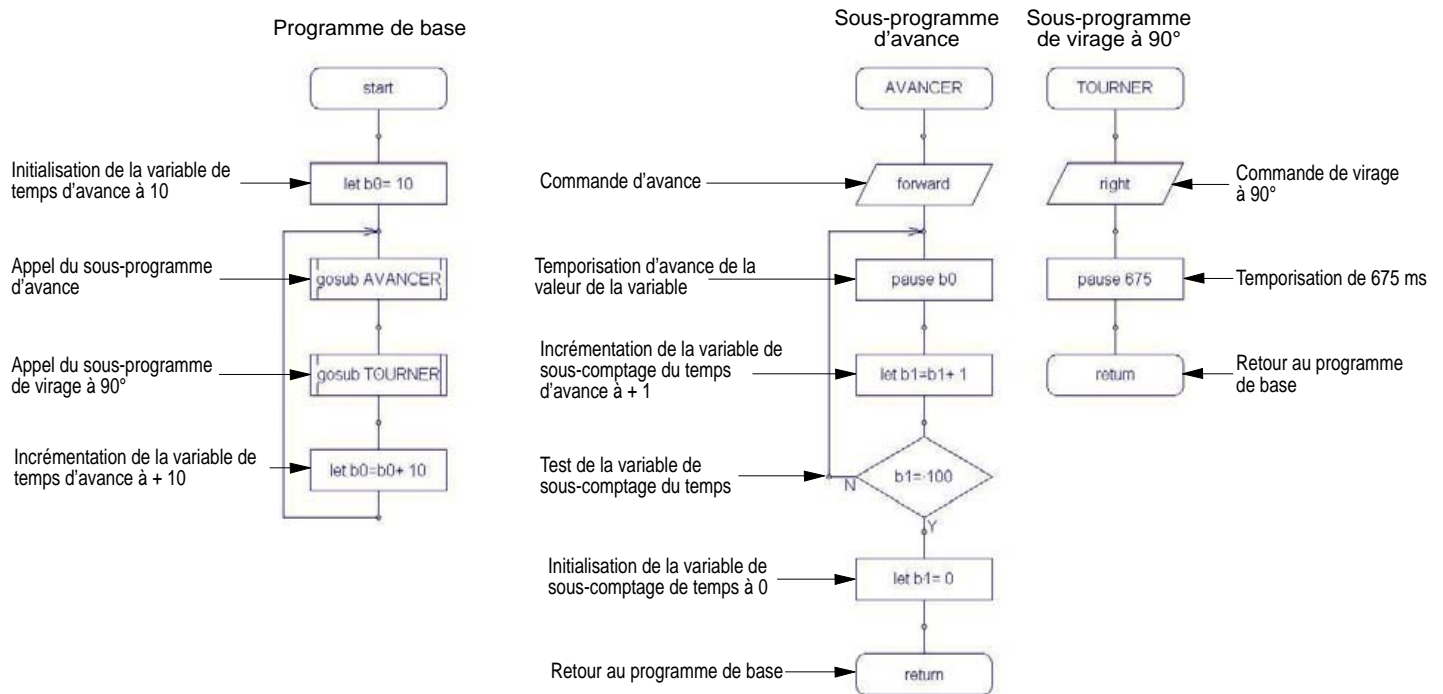 Programme de base
start
Initialisation de la variable de
temps d'avance à 10
let b0= 10
Appel du sous-programme
d'avance
gosub AVANCER
Appel du sous-programme
de virage à 90°
gosub TOURNER
Incrémentation de la variable de
temps d'avance à + 10
let b0=b0+ 10
Sous-programme
d'avance
AVANCER
Commande d'avance
forward
Temporisation d'avance de la
valeur de la variable
pause b0
Incrémentation de la variable de
sous-comptage du temps
d'avance à + 1
let b1=b1+ 1
Test de la variable de
sous-comptage du temps
b1= 100
N
Y
Initialisation de la variable de
sous-comptage de temps à 0
let b1= 0
Retour au programme de base
return
Sous-programme
de virage à 90°
TOURNER
right
Commande de virage
à 90°
pause 675
Temporisation de 675 ms
return
Retour au programme
de base